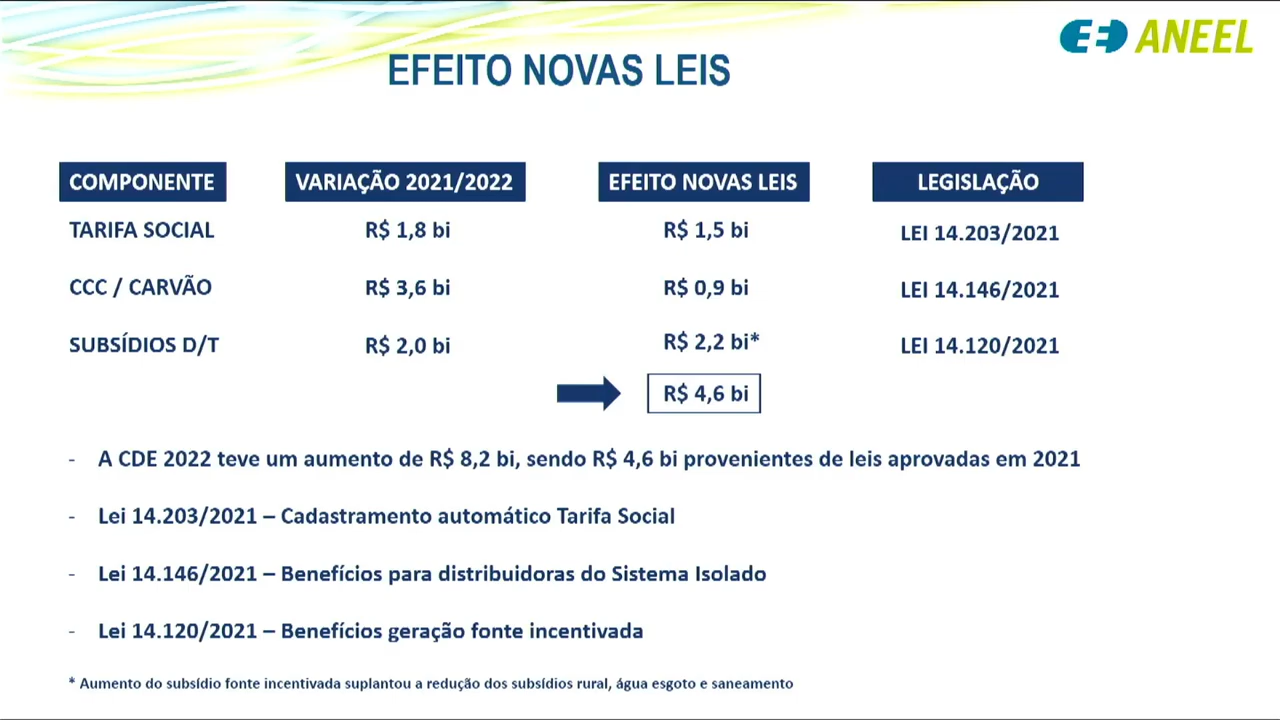 ANEEL
EFEITO NOVAS LEIS
COMPONENTE VARIAÇÃO 2021/2022 EFEITO NOVAS LEIS LEGISLAÇÃO
TARIFA SOCIAL R$ 1,8 bi R$ 1,5 bi LEI 14.203/2021
CCC / CARVÃO R$ 3,6 bi R$ 0,9 bi LEI 14.146/2021
SUBSÍDIOS D/T R$ 2,0 bi R$ 2,2 bi* LEI 14.120/2021
R$ 4,6 bi
- A CDE 2022 teve um aumento de R$ 8,2 bi, sendo R$ 4,6 bi provenientes de leis aprovadas em 2021
- Lei 14.203/2021 – Cadastramento automático Tarifa Social
- Lei 14.146/2021 – Benefícios para distribuidoras do Sistema Isolado
- Lei 14.120/2021 – Benefícios geração fonte incentivada
* Aumento do subsídio fonte incentivada suplantou a redução dos subsídios rural, água esgoto e saneamento